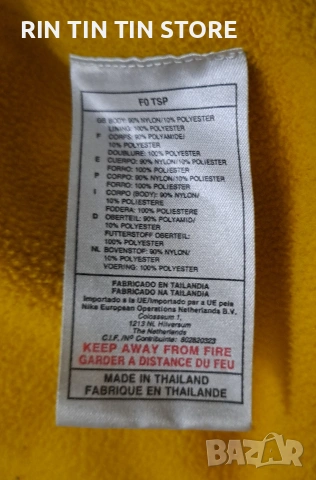 RIN TIN TIN STORE
F0 TSP
GB BODY: 90% NYLON/10% POLYESTER
LINING: 100% POLYESTER
F CORPS: 90% POLYAMIDE/
10% POLYESTER
DOUBLURE: 100% POLYESTER
E CUERPO: 90% NYLON/10% POLIESTER
FORRO: 100% POLIESTER
P CORPO: 90% NYLON/10% POLIESTER
FORRO: 100% POLIESTER
I CORPO (BODY): 90% NYLON/
10% POLIESTERE
FODERA: 100% POLIESTERE
D OBERTEIL: 90% POLYAMID/
10% POLYESTER
FUTTERSTOFF OBERTEIL:
100% POLYESTER
NL BOVENSTOF: 90% NYLON/
10% POLYESTER
VOERING: 100% POLYESTER
FABRICADO EN TAILANDIA
FABRICADO NA TAILANDIA
Importado a la UE/Importado per a UE pela
Nike European Operations Netherlands B.V.
Colosseum 1,
1213 NL Hilversum
The Netherlands
C.I.F./Nº Contribuinte:
KEEP AWAY FROM FIRE
GARDER A DISTANCE DU FEU
MADE IN THAILAND
FABRIQUE EN THAILANDE
BAZAR
bg